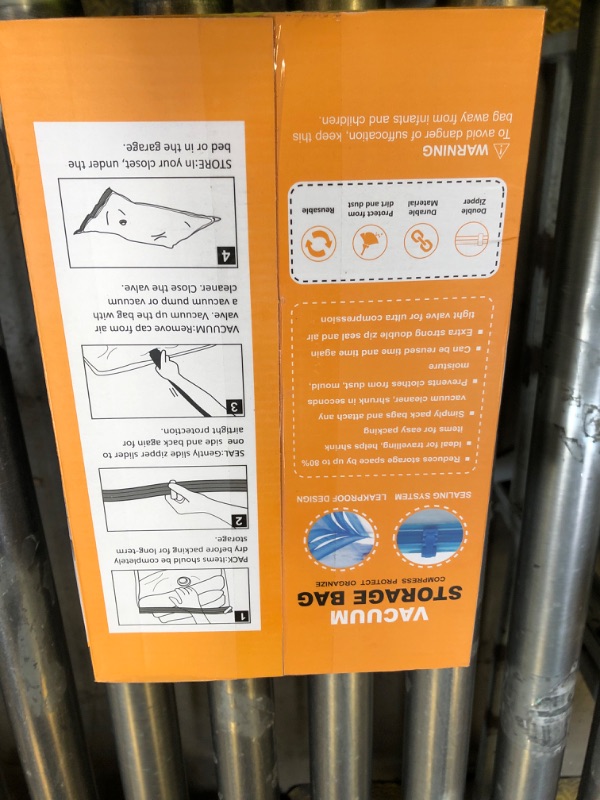 VACUUM
STORAGE BAG
COMPRESS PROTECT ORGANIZE
SEALING SYSTEM LEAKPROOF DESIGN
Reduces storage space by up to 80%
Ideal for travelling, helps shrink
items for easy packing
Simply pack bags and attach any
vacuum cleaner, shrunk in seconds
Prevents clothes from dust, mould,
moisture
Can be reused time and time again
Extra strong double zip seal and air
tight valve for ultra compression
Double
Zipper
Durable
Material
Protect from
dirt and dust
Reusable
WARNING
To avoid danger of suffocation, keep this
bag away from infants and children.
1
PACK:Items should be completely
dry before packing for long-term
storage.
2
SEAL:Gently slide zipper slider to
one side and back again for
airtight protection.
3
VACUUM:Remove cap from air
valve. Vacuum the bag with
a vacuum pump or vacuum
cleaner. Close the valve.
4
STORE:In your closet, under the
bed or in the garage.